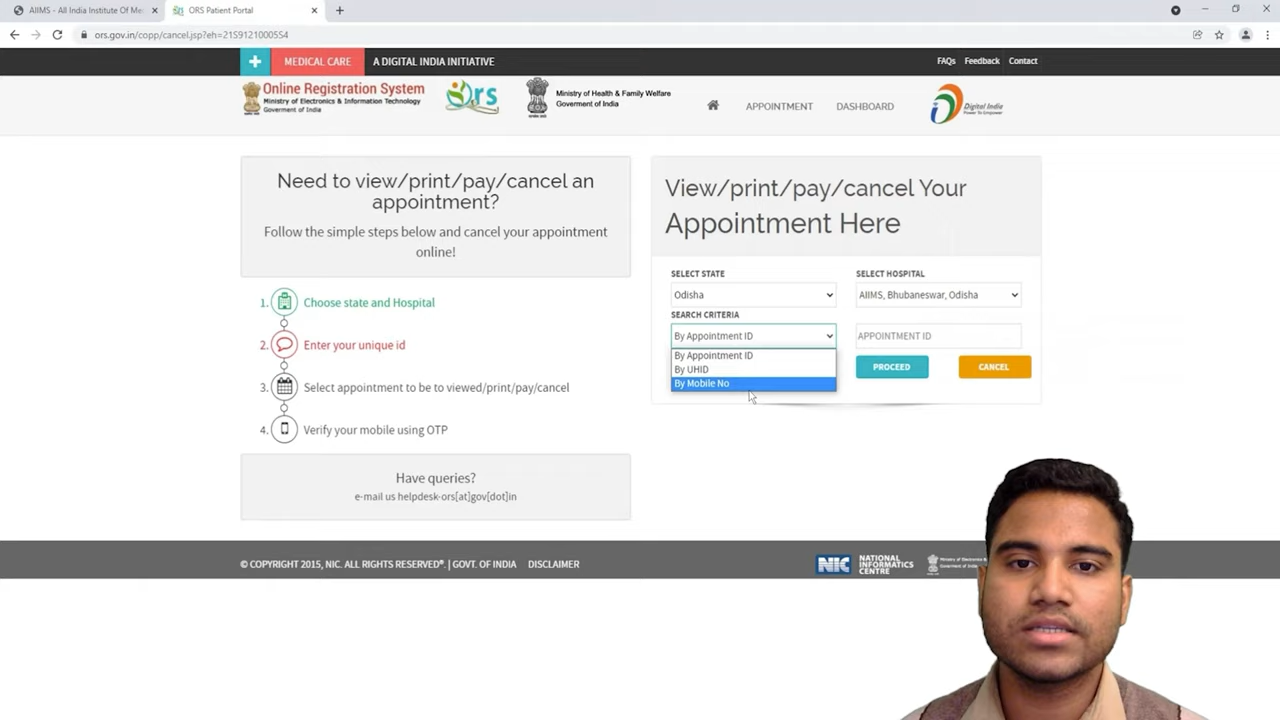 AIIMS - All India Institute Of Me
ORS Patient Portal
ors.gov.in/copp/cancel.jsp?eh=21S91210005S4
MEDICAL CARE
A DIGITAL INDIA INITIATIVE
FAQs Feedback Contact
Online Registration System
Ministry of Electronics & Information Technology
Government of India
Ors
Ministry of Health & Family Welfare
Government of India
APPOINTMENT
DASHBOARD
Digital India
Power To Empower
Need to view/print/pay/cancel an
appointment?
Follow the simple steps below and cancel your appointment
online!
1. Choose state and Hospital
2. Enter your unique id
3. Select appointment to be to viewed/print/pay/cancel
4. Verify your mobile using OTP
Have queries?
e-mail us helpdesk-ors[at]gov[dot]in
View/print/pay/cancel Your
Appointment Here
SELECT STATE
SELECT HOSPITAL
Odisha
AIIMS, Bhubaneswar, Odisha
SEARCH CRITERIA
By Appointment ID
APPOINTMENT ID
By Appointment ID
By UHID
By Mobile No
PROCEED
CANCEL
© COPYRIGHT 2015, NIC. ALL RIGHTS RESERVED®. | GOVT. OF INDIA DISCLAIMER
NIC
NATIONAL
INFORMATICS
CENTRE